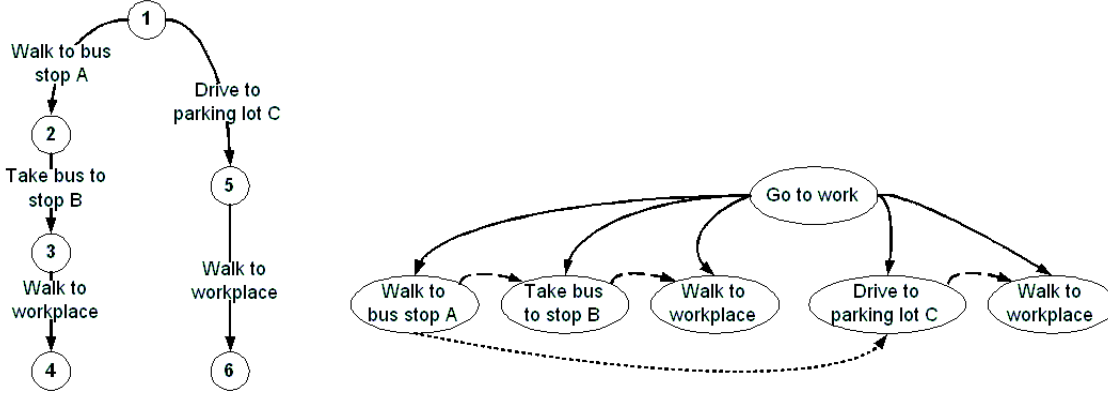 1
Walk to bus
stop A
Drive to
parking lot C
2
Take bus to
stop B
5
3
Walk to
workplace
Walk to
workplace
4
6
Go to work
Walk to
bus stop A
Take bus
to stop B
Walk to
workplace
Drive to
parking lot C
Walk to
workplace